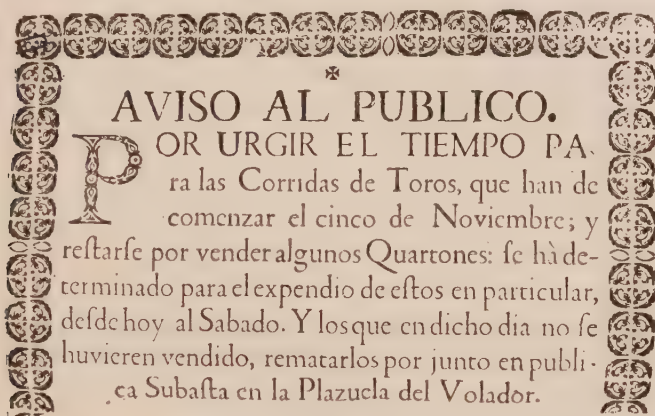 AVISO AL PUBLICO.
POR URGIR EL TIEMPO PA-
ra las Corridas de Toros, que han de
comenzar el cinco de Noviembre; y
reſtarſe por vender algunos Quartones: ſe hà de-
terminado para el expendio de eſtos en particular,
deſde hoy al Sabado. Y los que en dicho dia no ſe
huvieren vendido, rematarlos por junto en publi-
ca Subaſta en la Plazuela del Volador.